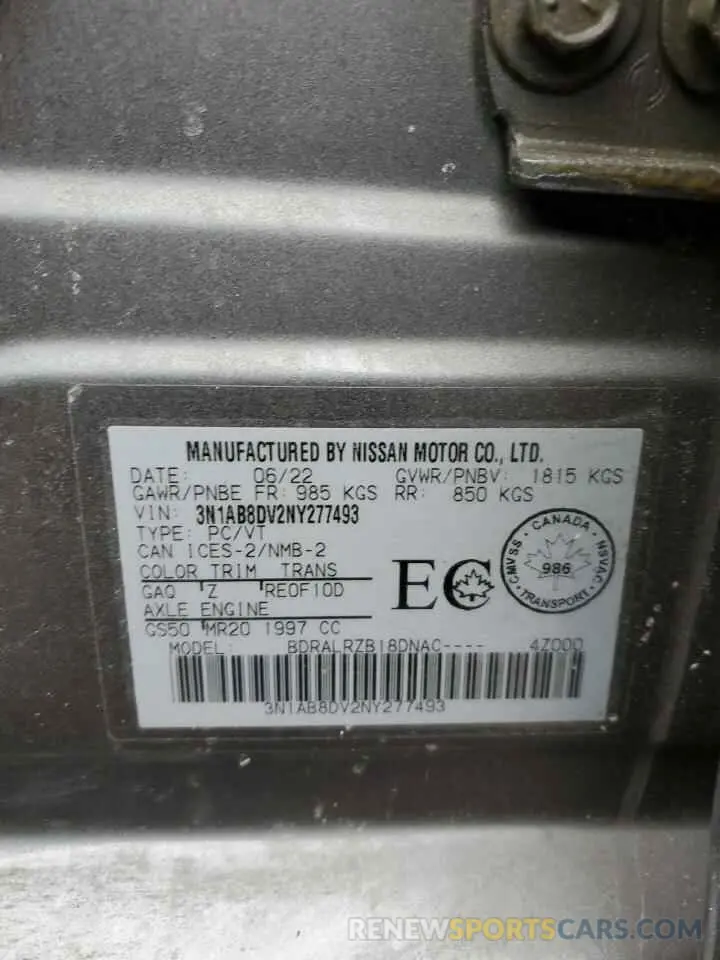 MANUFACTURED BY NISSAN MOTOR CO., LTD.
DATE: 06/22 GVWR/PNBV: 1815 KGS
GAWR/PNBE FR: 985 KGS RR: 850 KGS
VIN: 3N1AB8DV2NY277493
TYPE: PC/VT
CAN ICES-2/NMB-2
COLOR TRIM TRANS
GAQ Z RE0F10D
AXLE ENGINE
GS50 MR20 1997 CC
EC
CANADA
CMVSS 986 NSVAC
TRANSPORT
MODEL: BDRALRZB18DNAC---- 4Z000
3N1AB8DV2NY277493
RENEWSPORTSCARS.COM